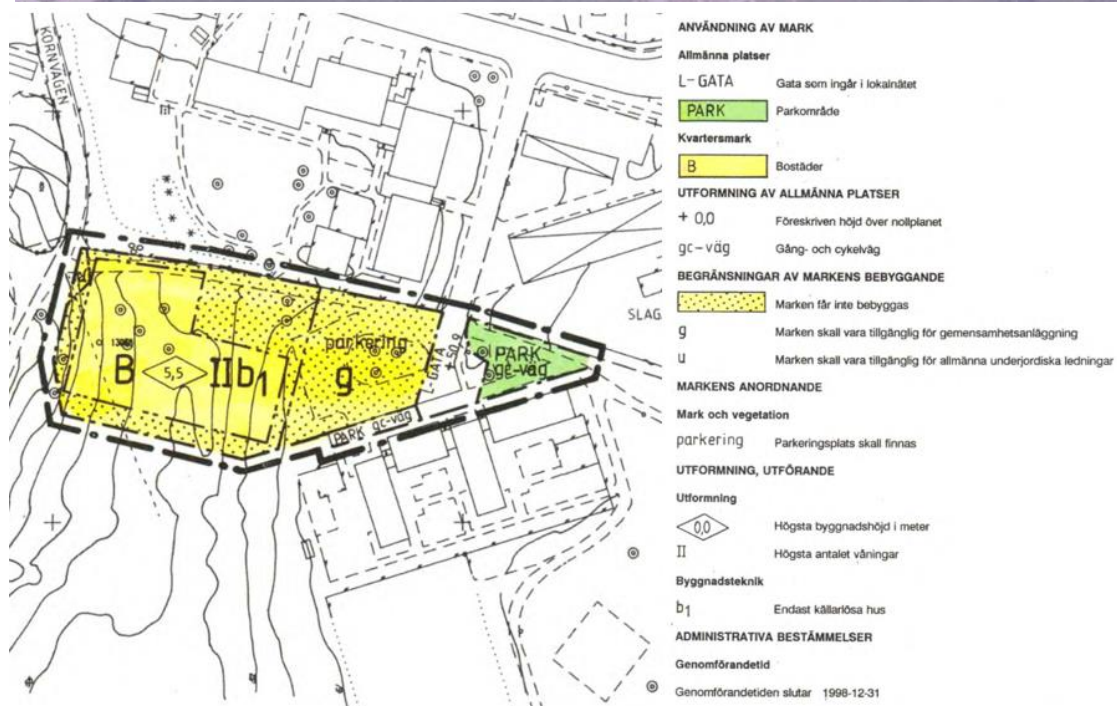 KORNVÄGEN
SLAG
B
5,5
IIb1
g
parkering
L-GATA
+50,9
PARK
gc-väg
PARK gc-väg
ANVÄNDNING AV MARK
Allmänna platser
L-GATA Gata som ingår i lokalnätet
PARK Parkområde
Kvartersmark
B Bostäder
UTFORMNING AV ALLMÄNNA PLATSER
+ 0,0 Föreskriven höjd över nollplanet
gc-väg Gång- och cykelväg
BEGRÄNSNINGAR AV MARKENS BEBYGGANDE
Marken får inte bebyggas
g Marken skall vara tillgänglig för gemensamhetsanläggning
u Marken skall vara tillgänglig för allmänna underjordiska ledningar
MARKENS ANORDNANDE
Mark och vegetation
parkering Parkeringsplats skall finnas
UTFORMNING, UTFÖRANDE
Utformning
0,0 Högsta byggnadshöjd i meter
II Högsta antalet våningar
Byggnadsteknik
b1 Endast källarlösa hus
ADMINISTRATIVA BESTÄMMELSER
Genomförandetid
Genomförandetiden slutar 1998-12-31